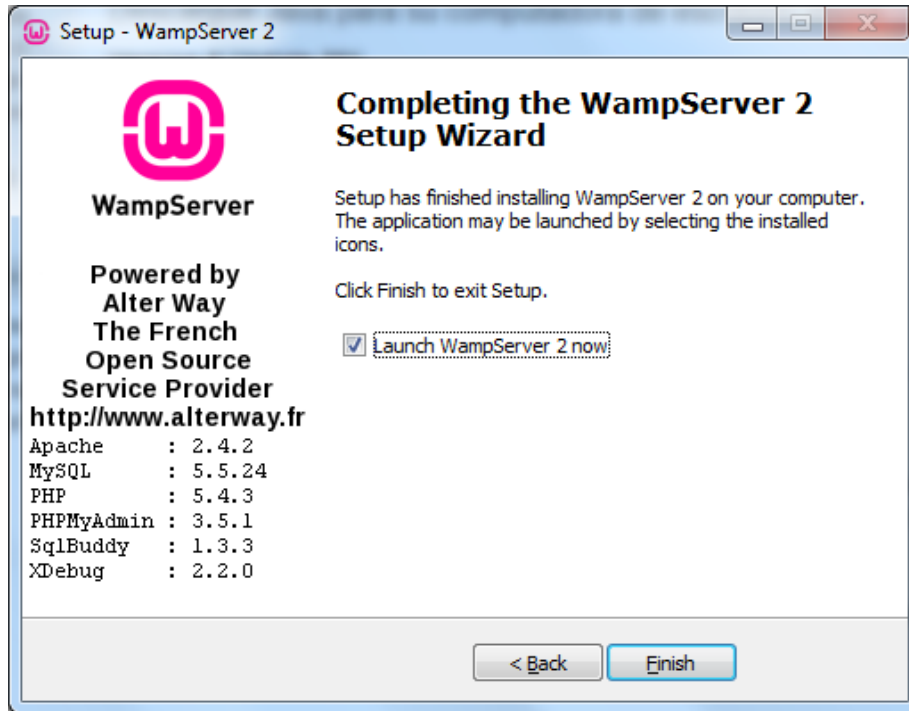 Setup - WampServer 2
WampServer
Powered by
Alter Way
The French
Open Source
Service Provider
http://www.alterway.fr
Apache : 2.4.2
MySQL : 5.5.24
PHP : 5.4.3
PHPMyAdmin : 3.5.1
SqlBuddy : 1.3.3
XDebug : 2.2.0
Completing the WampServer 2
Setup Wizard
Setup has finished installing WampServer 2 on your computer.
The application may be launched by selecting the installed
icons.
Click Finish to exit Setup.
Launch WampServer 2 now
< Back
Finish